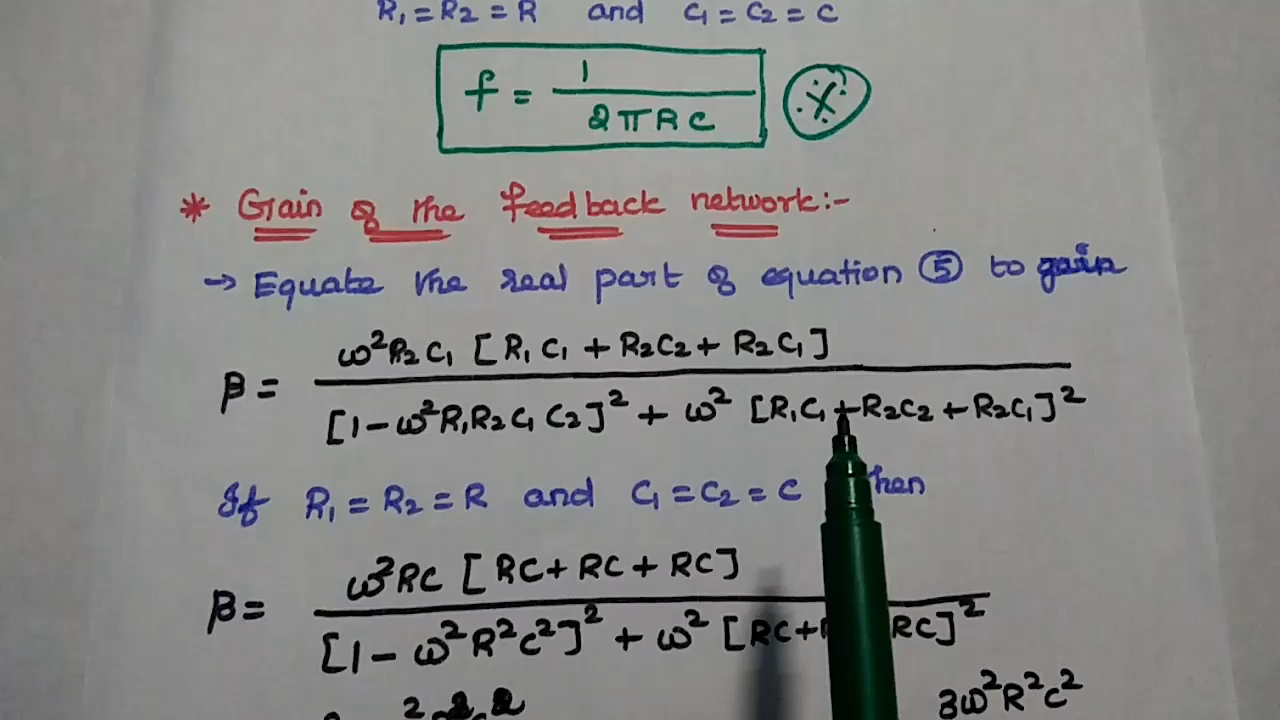 R₁ = R₂ = R and C₁ = C₂ = C
f = 1 / 2πRC
* Gain of the feedback network:-
→ Equate the real part of equation ⑤ to gain
β = ω²R₂C₁ [R₁C₁ + R₂C₂ + R₂C₁] / [1 - ω²R₁R₂C₁C₂]² + ω² [R₁C₁ + R₂C₂ + R₂C₁]²
If R₁ = R₂ = R and C₁ = C₂ = C
β = ω²RC [RC + RC + RC] / [1 - ω²R²C²]² + ω² [RC + RC]²
3ω²R²C²